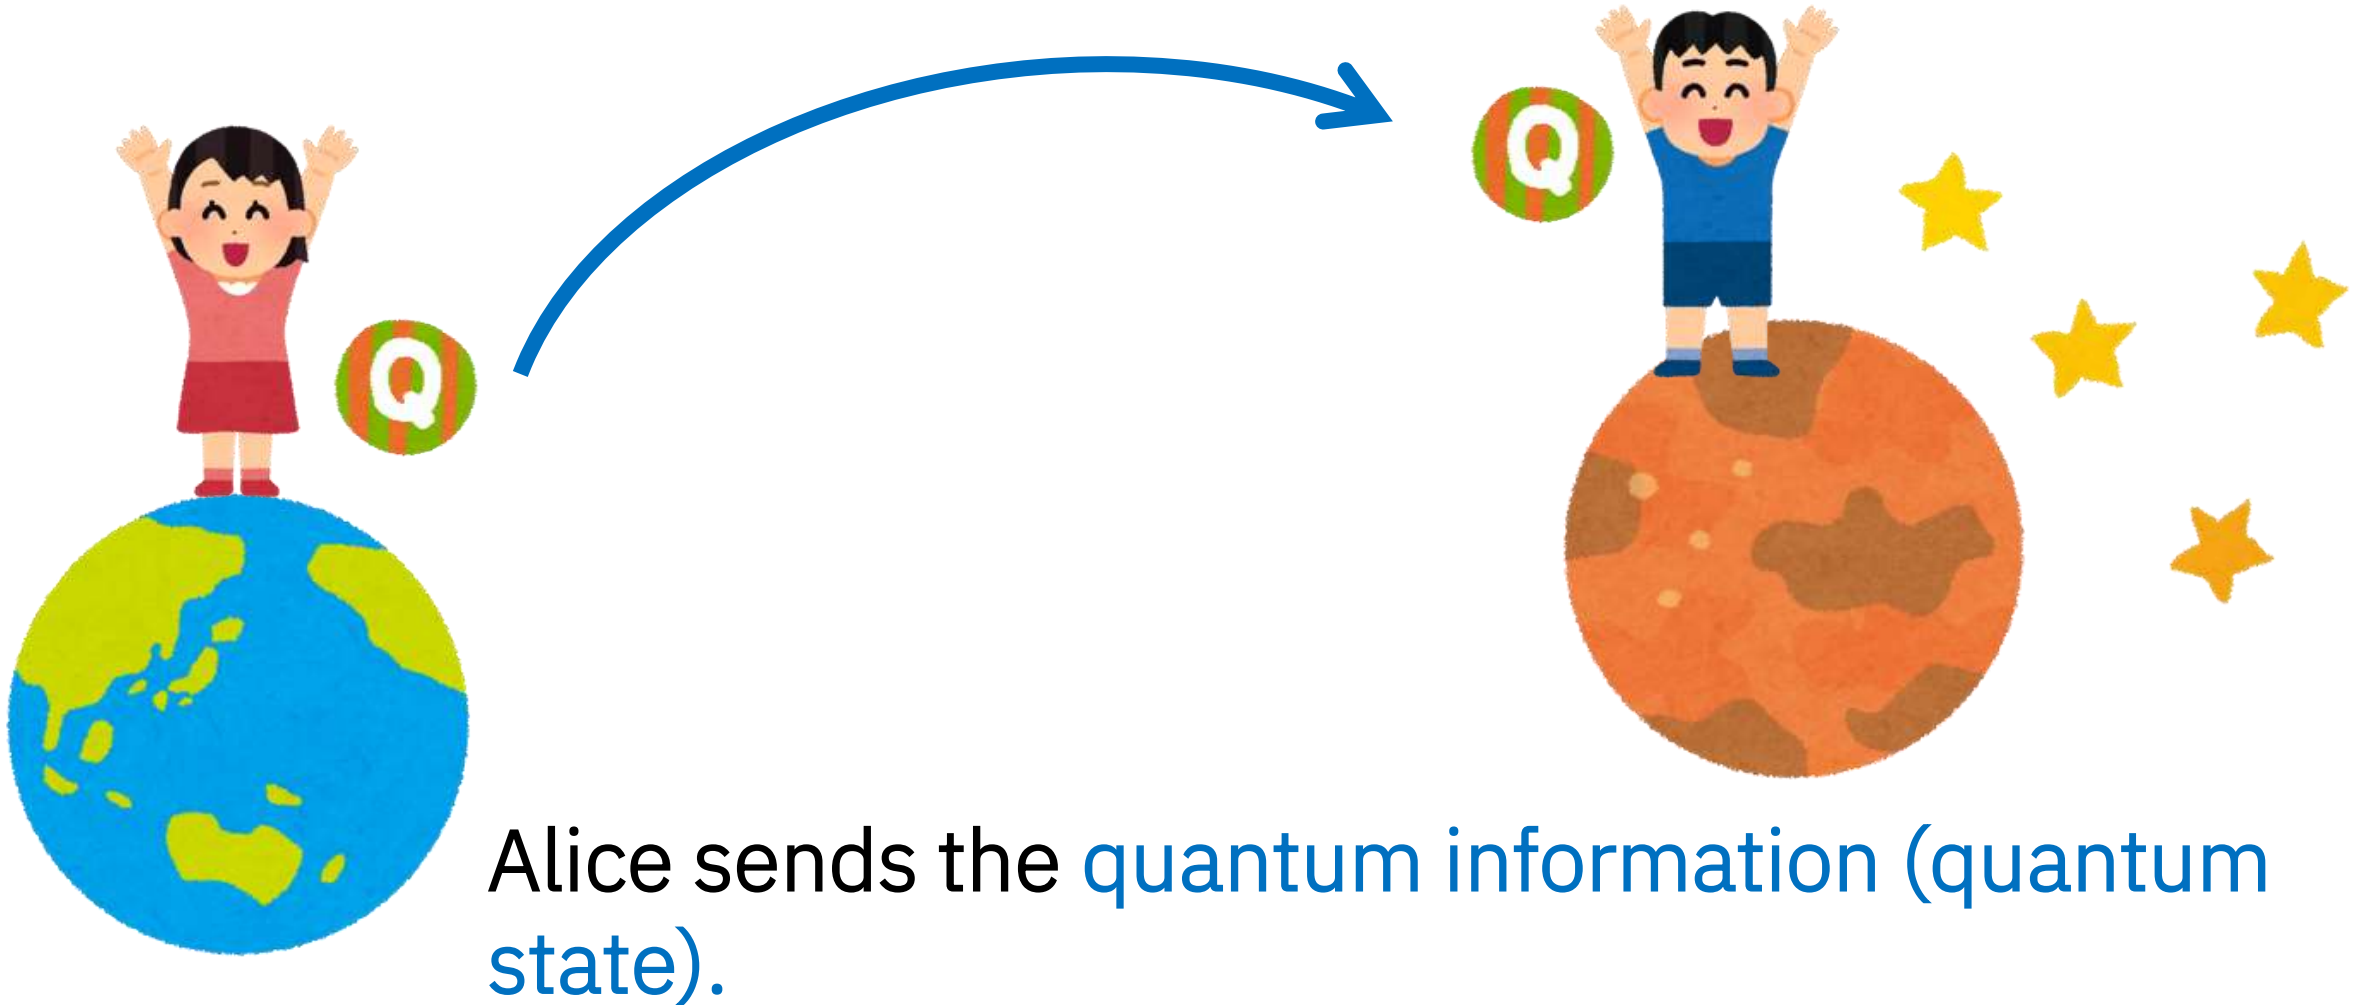 Q
Q
Alice sends the quantum information (quantum
state).